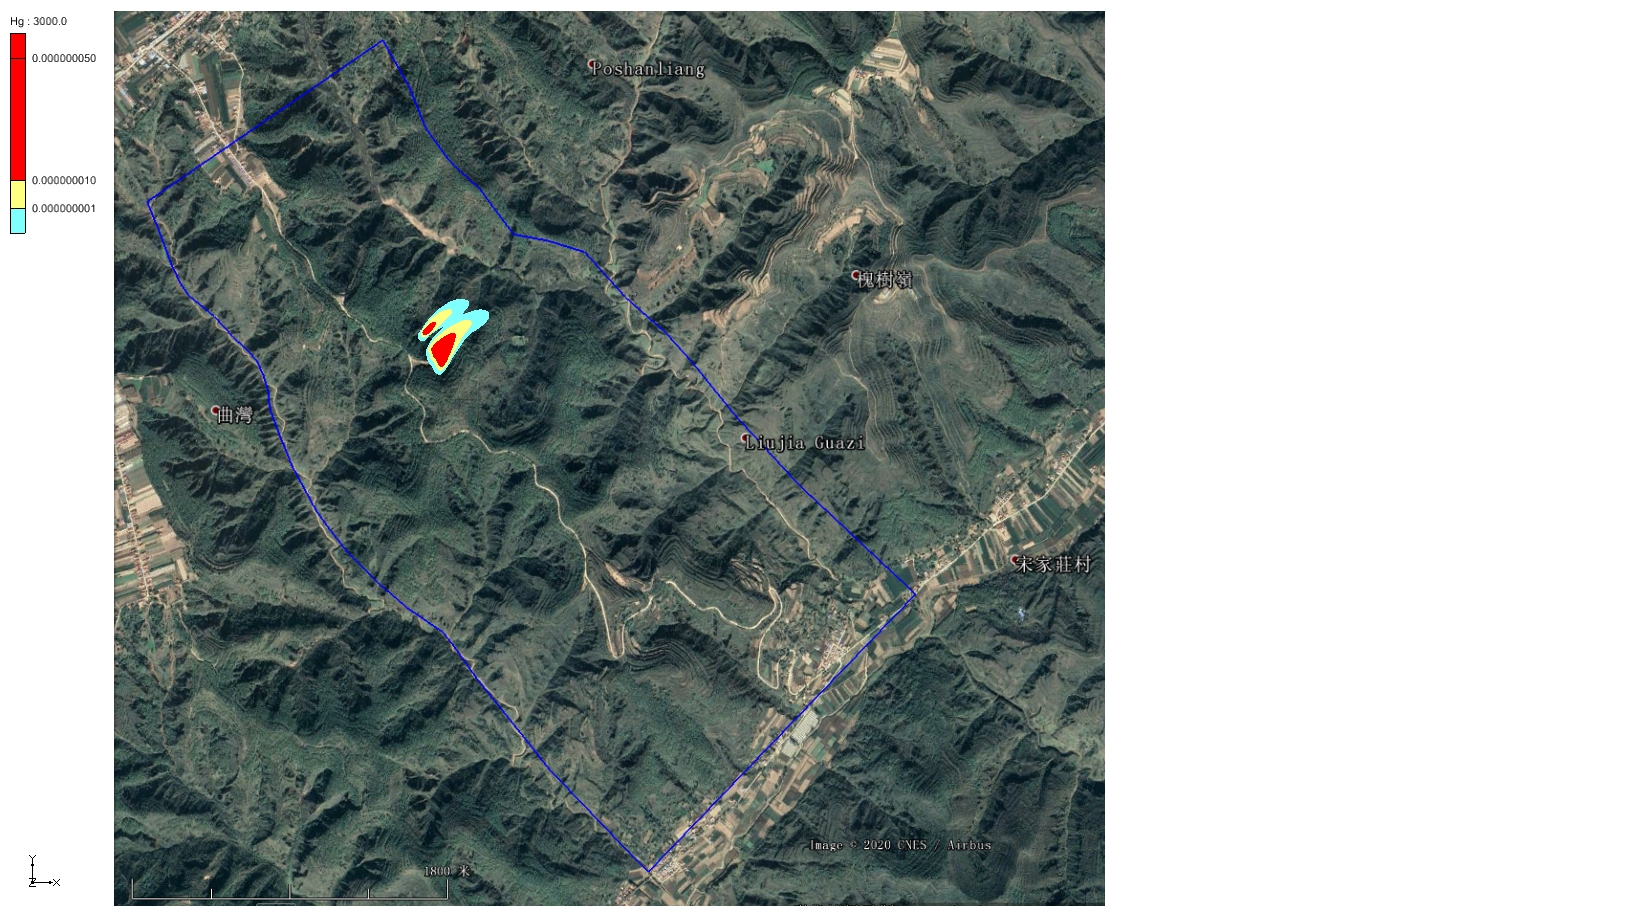 Hg : 3000.0
0.000000050
0.000000010
0.000000001
Poshanliang
槐樹嶺
曲灣
Liujia Guazi
宋家莊村
Image © 2020 CNES / Airbus
1800 米
Y
Z
X